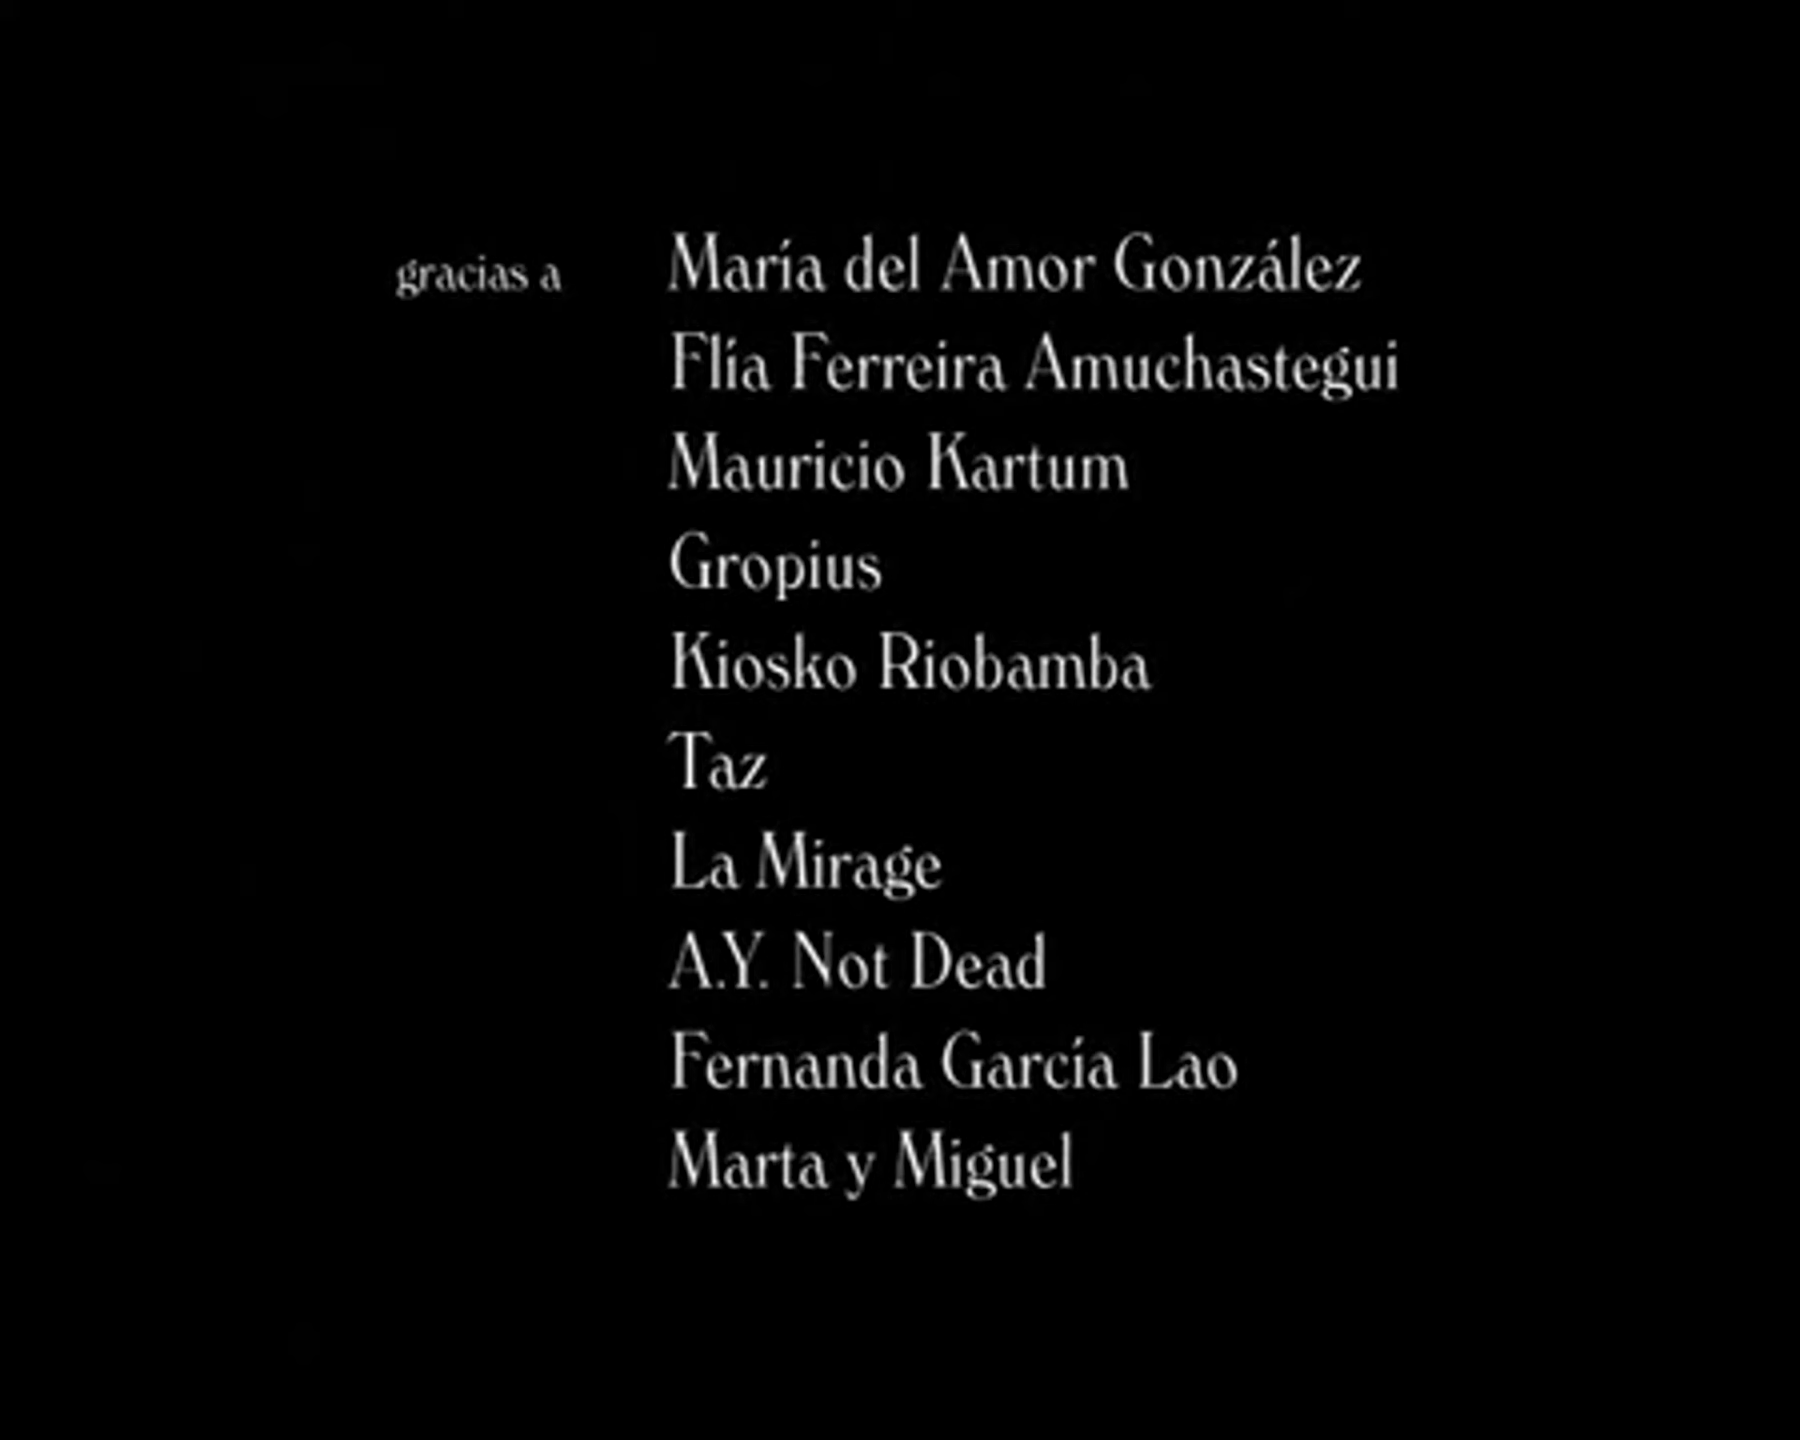 gracias a María del Amor González
Flía Ferreira Amuchastegui
Mauricio Kartum
Gropius
Kiosko Riobamba
Taz
La Mirage
A.Y. Not Dead
Fernanda García Lao
Marta y Miguel